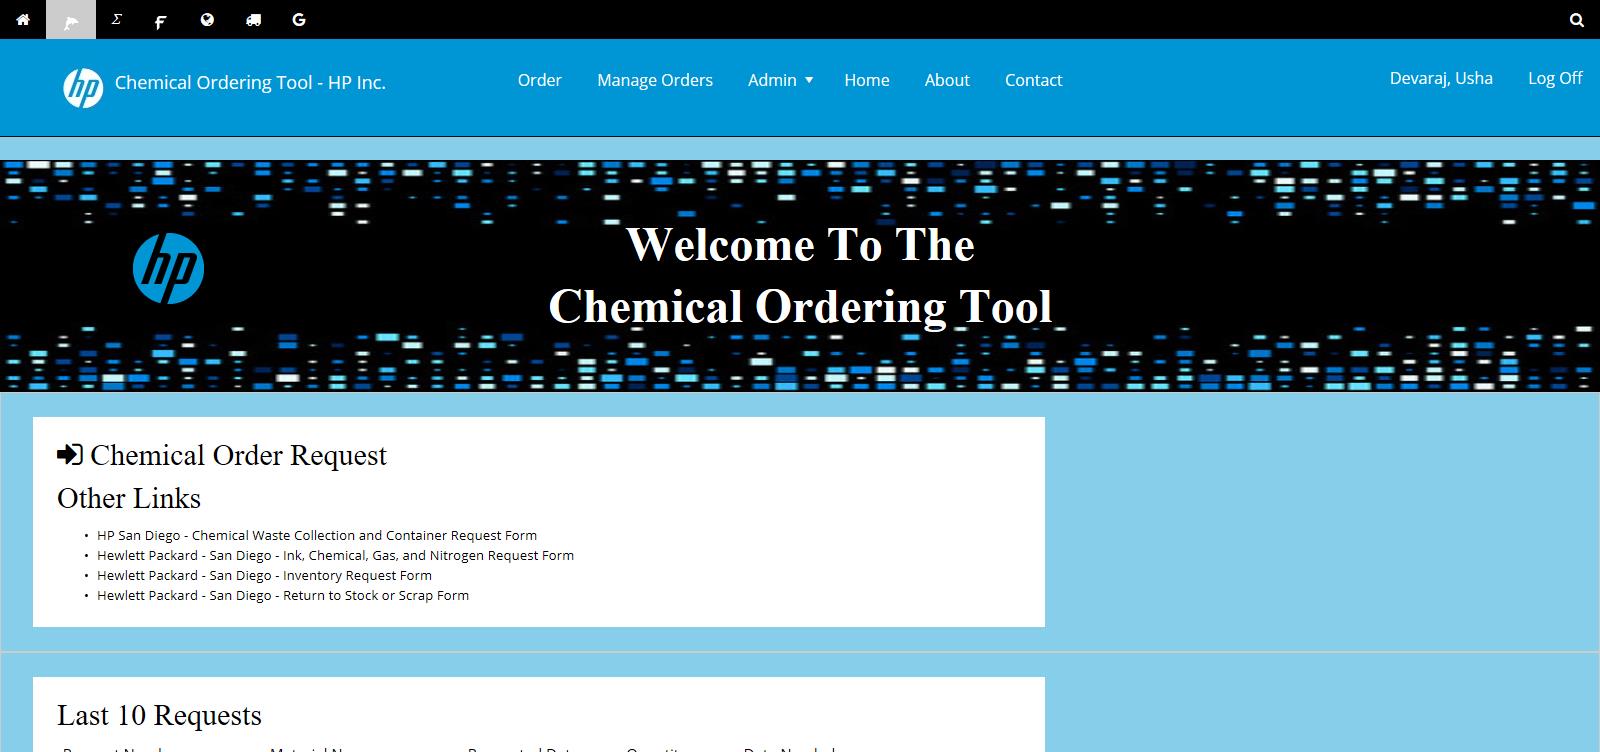 Σ F G
hp Chemical Ordering Tool - HP Inc. Order Manage Orders Admin Home About Contact Devaraj, Usha Log Off
hp
Welcome To The
Chemical Ordering Tool
Chemical Order Request
Other Links
• HP San Diego - Chemical Waste Collection and Container Request Form
• Hewlett Packard - San Diego - Ink, Chemical, Gas, and Nitrogen Request Form
• Hewlett Packard - San Diego - Inventory Request Form
• Hewlett Packard - San Diego - Return to Stock or Scrap Form
Last 10 Requests